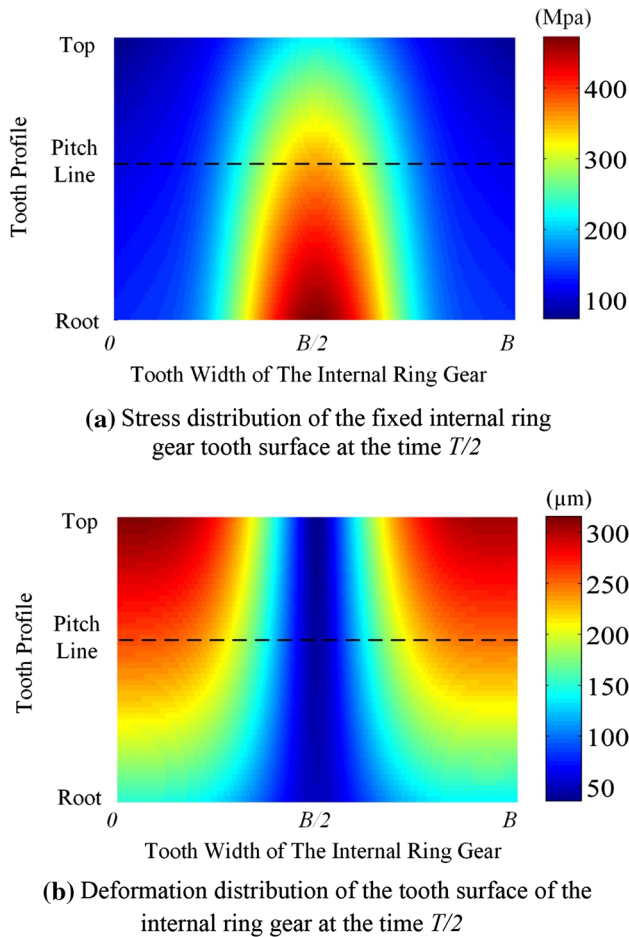 (Mpa)
Top
400
Tooth Profile
Pitch
Line
300
200
100
Root
0
B/2
B
Tooth Width of The Internal Ring Gear
(a) Stress distribution of the fixed internal ring
gear tooth surface at the time T/2
(µm)
Top
300
250
Tooth Profile
Pitch
Line
200
150
100
50
Root
0
B/2
B
Tooth Width of The Internal Ring Gear
(b) Deformation distribution of the tooth surface of the
internal ring gear at the time T/2